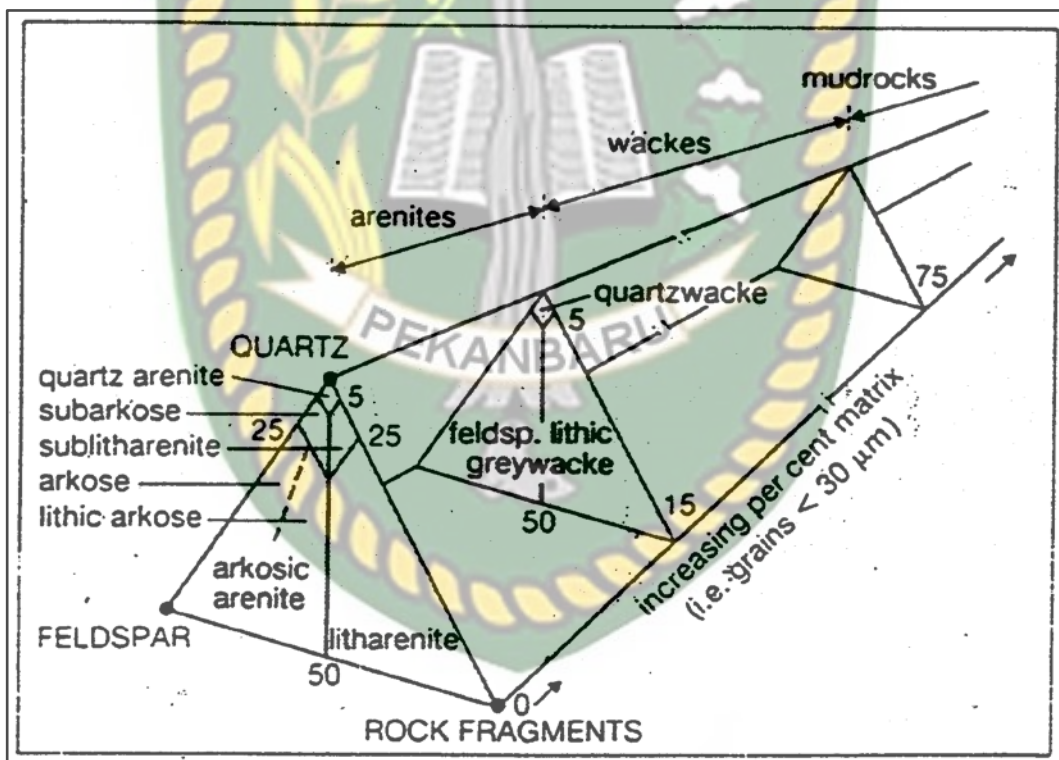 mudrocks
wackes
arenites
75
quartzwacke
5
PEKANBARU
QUARTZ
quartz arenite
5
subarkose
25
25
sublitharenite
feldsp. lithic
greywacke
arkose
lithic arkose
50
15
increasing per cent matrix
(i.e. grains < 30 μm)
arkosic
arenite
FELDSPAR
litharenite
50
0
ROCK FRAGMENTS